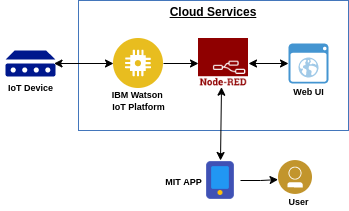 Cloud Services
IoT Device
IBM Watson
IoT Platform
Node-RED
Web UI
MIT APP
User